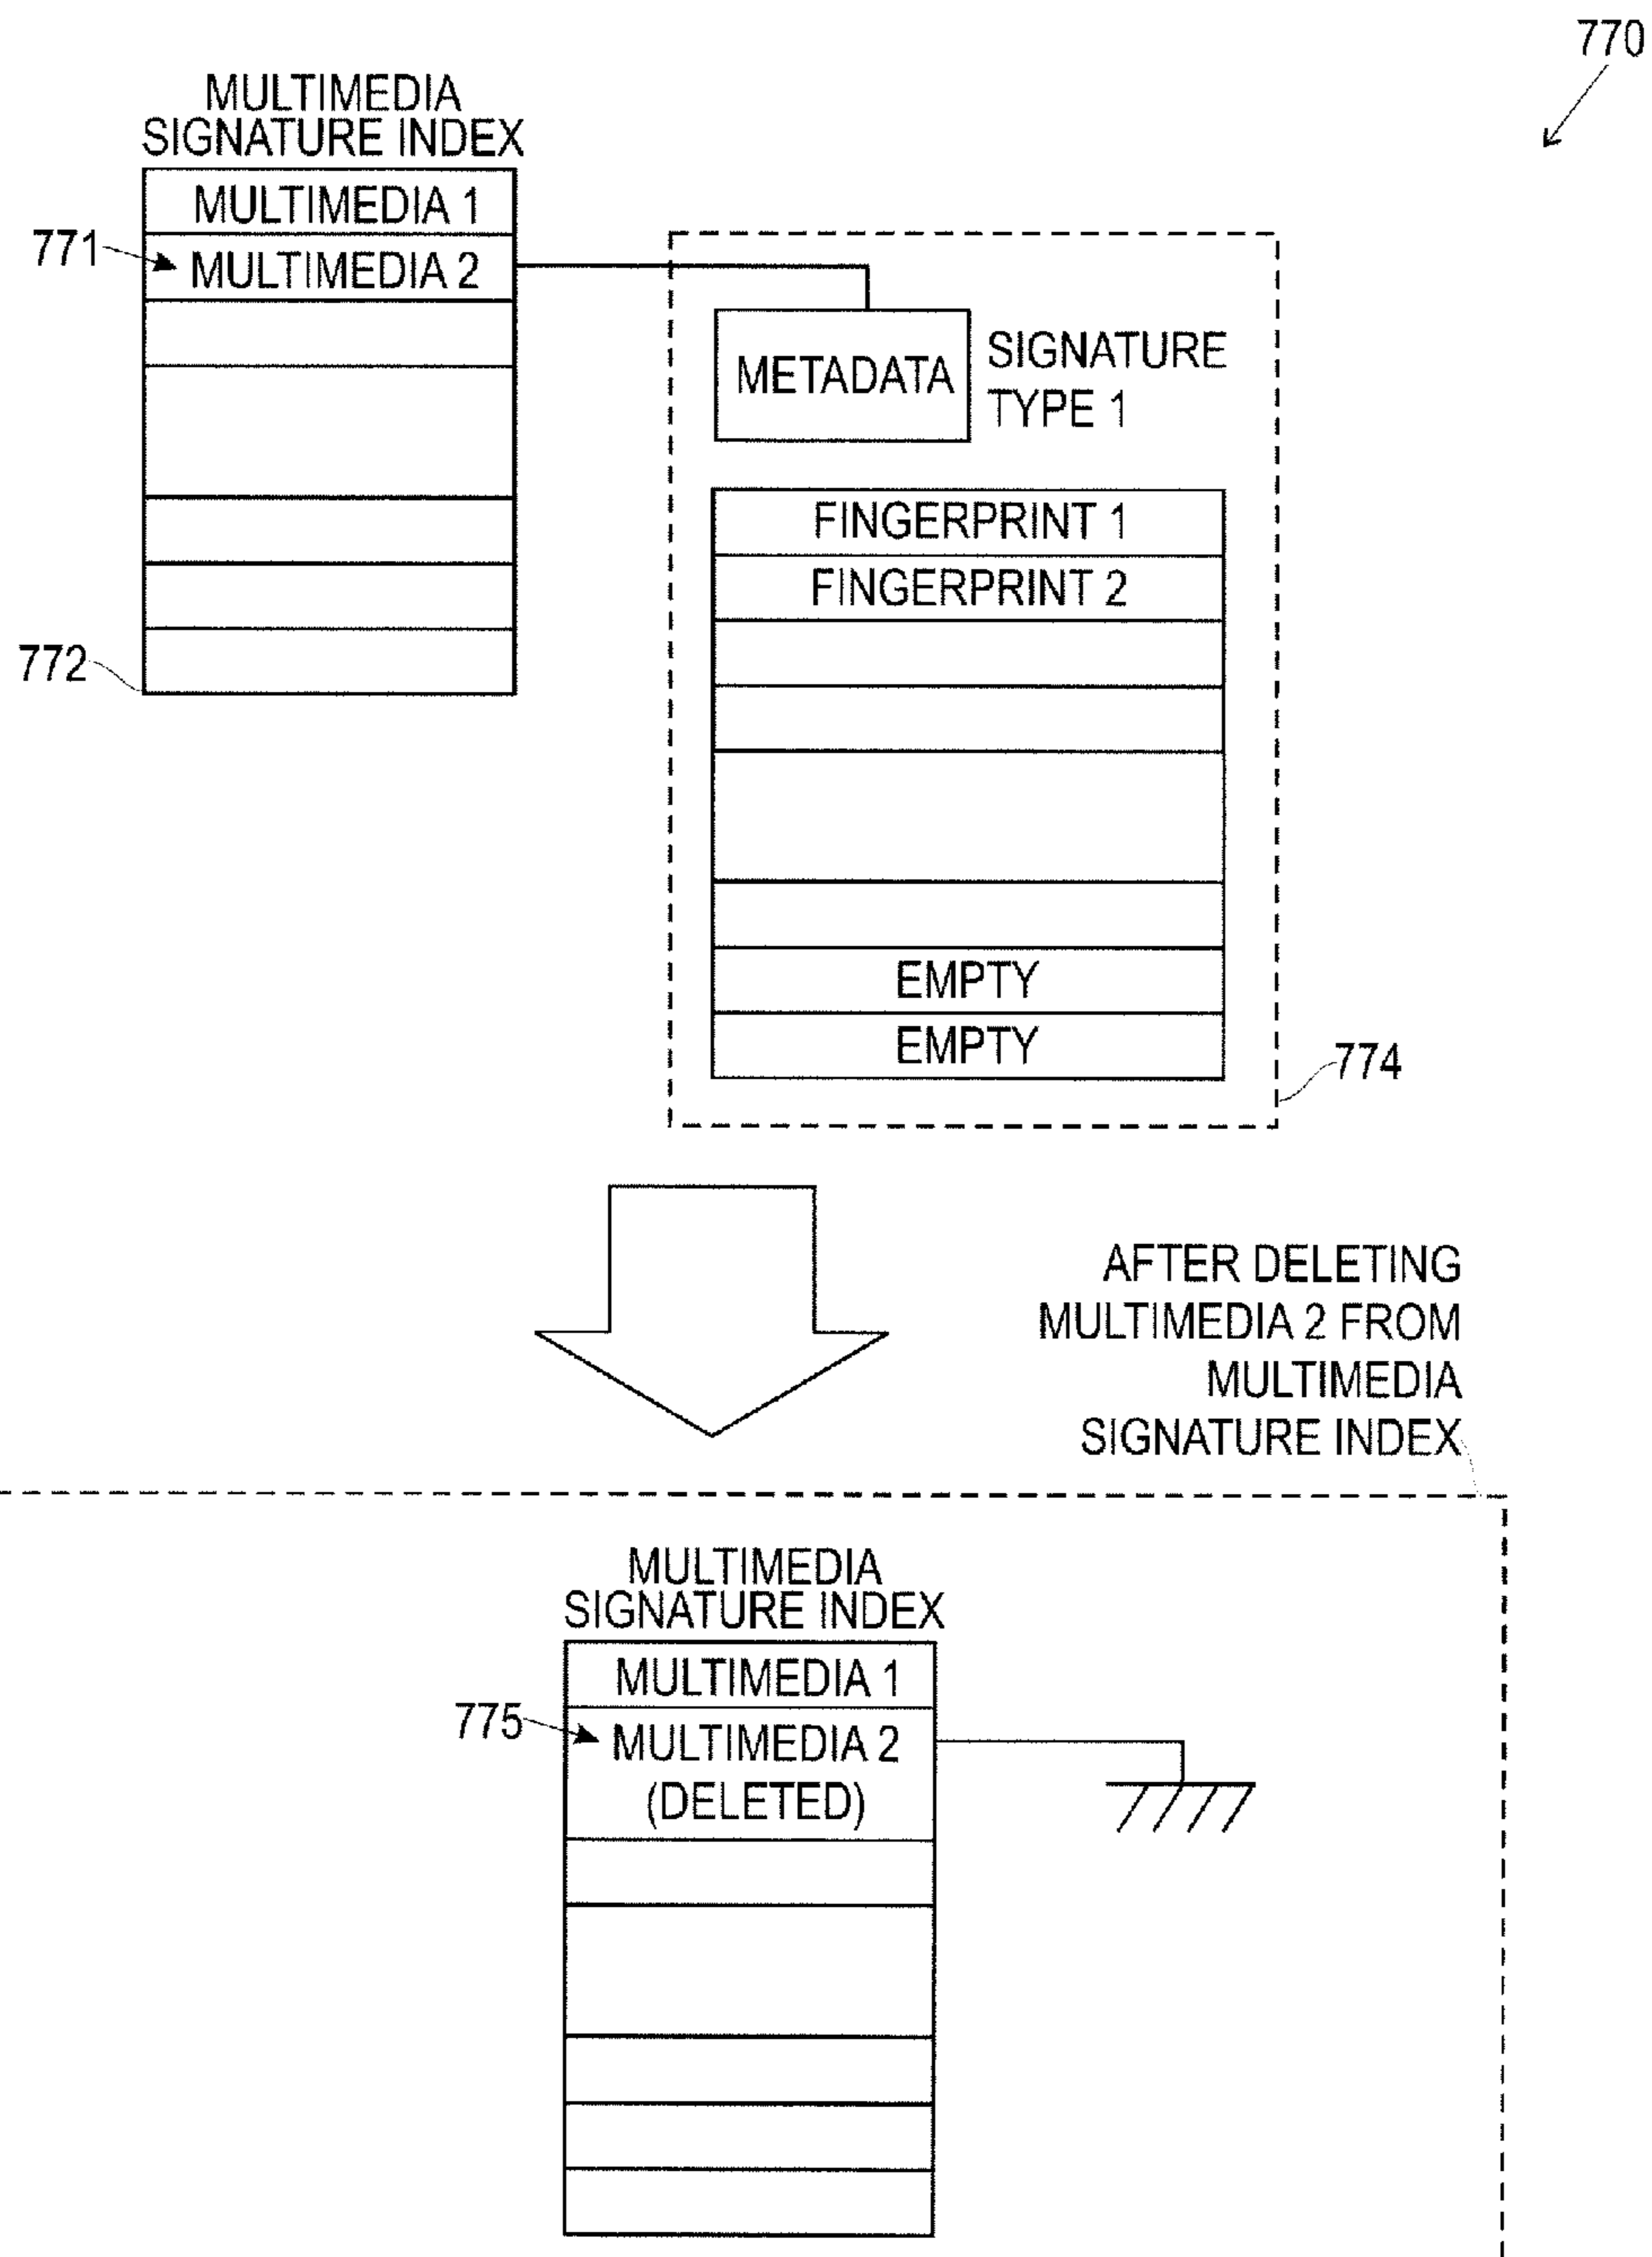 770
MULTIMEDIA
SIGNATURE INDEX
MULTIMEDIA 1
771
MULTIMEDIA 2
METADATA
SIGNATURE
TYPE 1
FINGERPRINT 1
FINGERPRINT 2
772
EMPTY
EMPTY
774
AFTER DELETING
MULTIMEDIA 2 FROM
MULTIMEDIA
SIGNATURE INDEX
MULTIMEDIA
SIGNATURE INDEX
MULTIMEDIA 1
775
MULTIMEDIA 2
(DELETED)